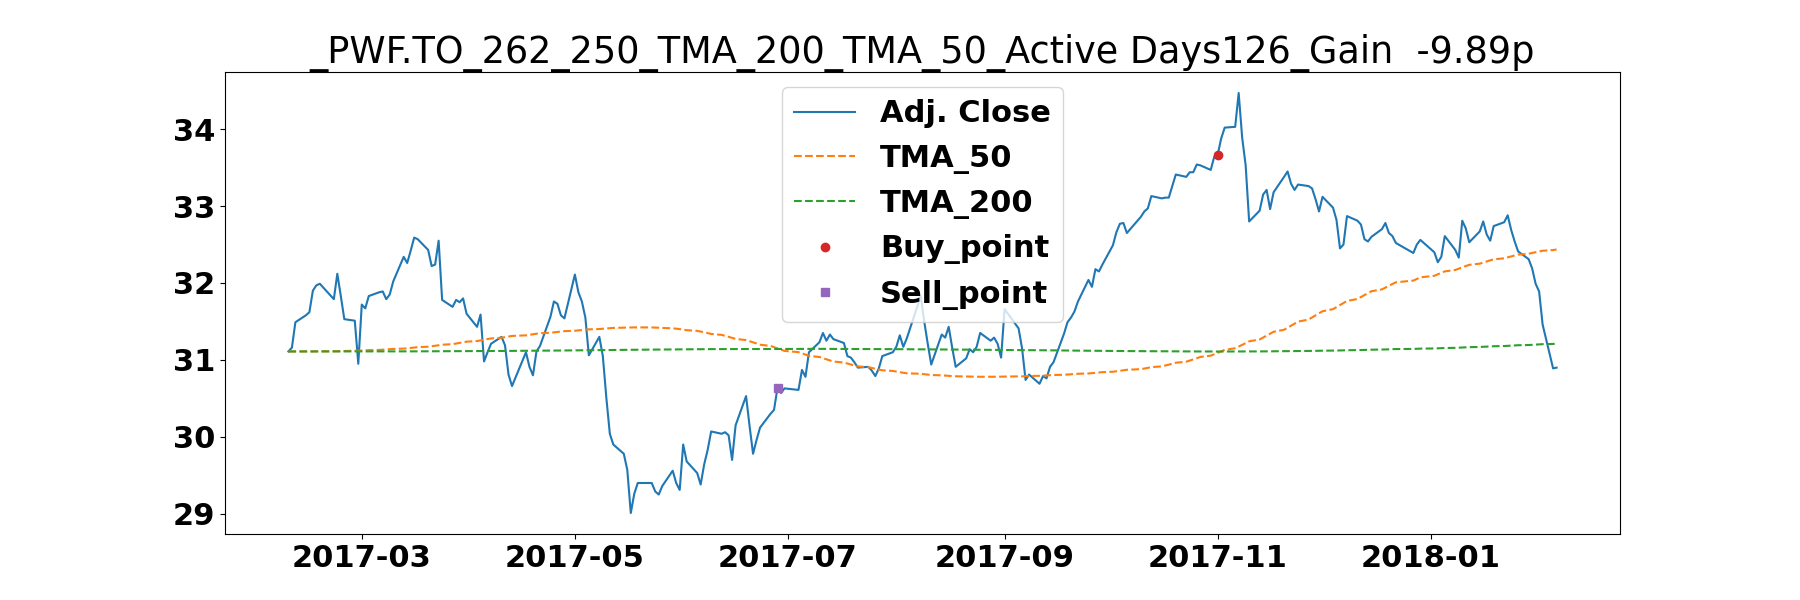 _PWF.TO_262_250_TMA_200_TMA_50_Active Days126_Gain  -9.89p
Adj. Close
TMA_50
TMA_200
Buy_point
Sell_point
34
33
32
31
30
29
2017-03 2017-05 2017-07 2017-09 2017-11 2018-01